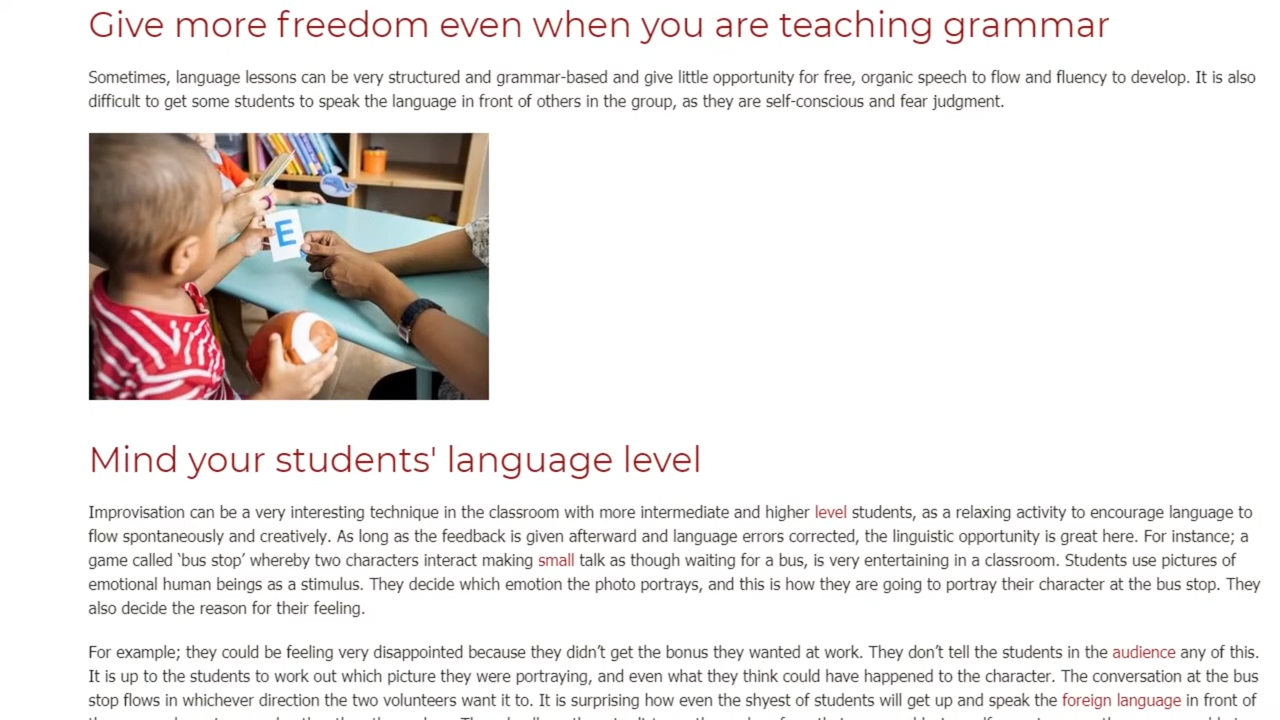 Give more freedom even when you are teaching grammar
Sometimes, language lessons can be very structured and grammar-based and give little opportunity for free, organic speech to flow and fluency to develop. It is also
difficult to get some students to speak the language in front of others in the group, as they are self-conscious and fear judgment.
E
Mind your students' language level
Improvisation can be a very interesting technique in the classroom with more intermediate and higher level students, as a relaxing activity to encourage language to
flow spontaneously and creatively. As long as the feedback is given afterward and language errors corrected, the linguistic opportunity is great here. For instance; a
game called ‘bus stop’ whereby two characters interact making small talk as though waiting for a bus, is very entertaining in a classroom. Students use pictures of
emotional human beings as a stimulus. They decide which emotion the photo portrays, and this is how they are going to portray their character at the bus stop. They
also decide the reason for their feeling.
For example; they could be feeling very disappointed because they didn’t get the bonus they wanted at work. They don’t tell the students in the audience any of this.
It is up to the students to work out which picture they were portraying, and even what they think could have happened to the character. The conversation at the bus
stop flows in whichever direction the two volunteers want it to. It is surprising how even the shyest of students will get up and speak the foreign language in front of